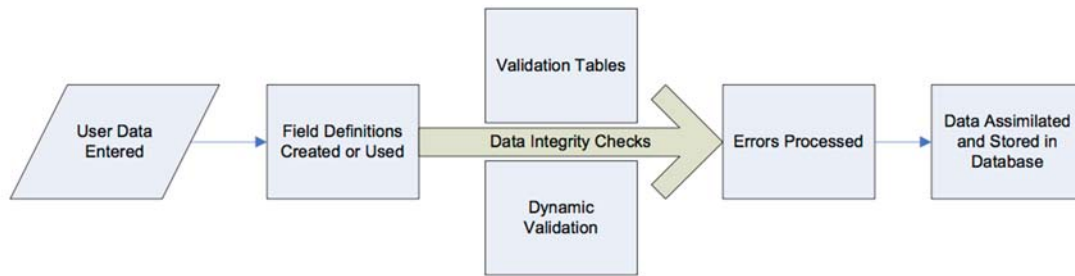 User Data
Entered
Field Definitions
Created or Used
Validation Tables
Data Integrity Checks
Dynamic
Validation
Errors Processed
Data Assimilated
and Stored in
Database